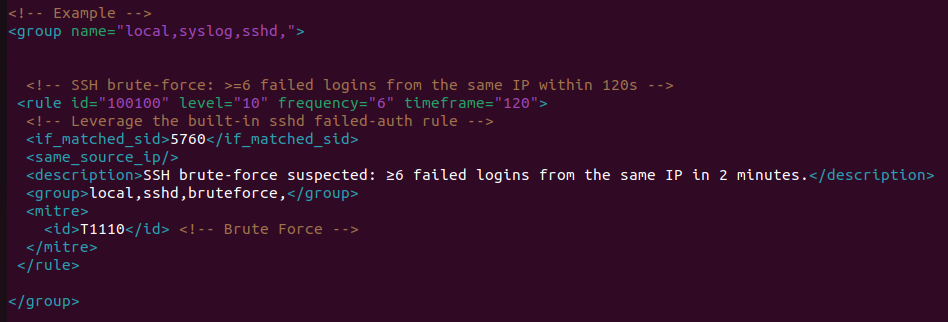 <!-- Example -->
<group name="local,syslog,sshd,">
<!-- SSH brute-force: >=6 failed logins from the same IP within 120s -->
<rule id="100100" level="10" frequency="6" timeframe="120">
<!-- Leverage the built-in sshd failed-auth rule -->
<if_matched_sid>5760</if_matched_sid>
<same_source_ip/>
<description>SSH brute-force suspected: ≥6 failed logins from the same IP in 2 minutes.</description>
<group>local,sshd,bruteforce,</group>
<mitre>
<id>T1110</id> <!-- Brute Force -->
</mitre>
</rule>
</group>